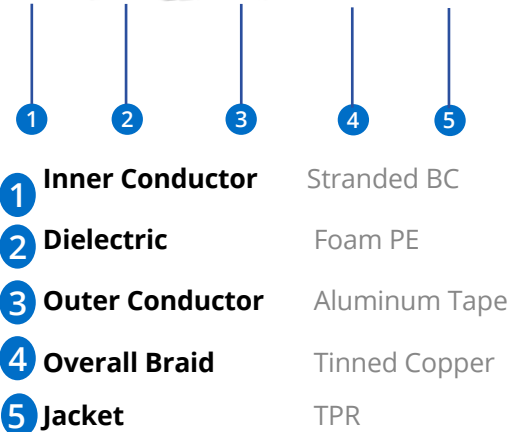 1 2 3 4 5
1 Inner Conductor Stranded BC
2 Dielectric Foam PE
3 Outer Conductor Aluminum Tape
4 Overall Braid Tinned Copper
5 Jacket TPR